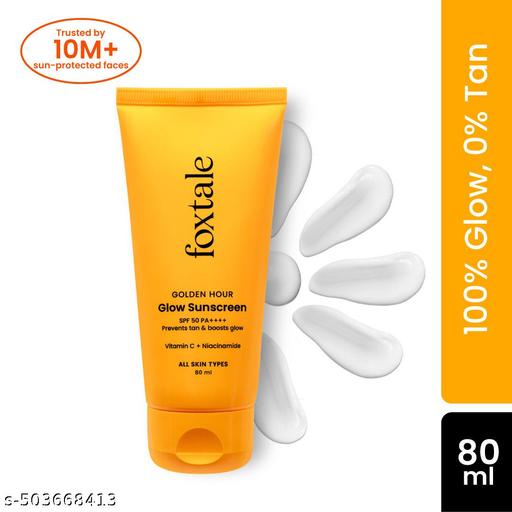 Trusted by
10M+
sun-protected faces
foxtale
GOLDEN HOUR
Glow Sunscreen
SPF 50 PA++++
Prevents tan & boosts glow
Vitamin C + Niacinamide
ALL SKIN TYPES
80 ml
100% Glow, 0% Tan
80
ml
s-503668413